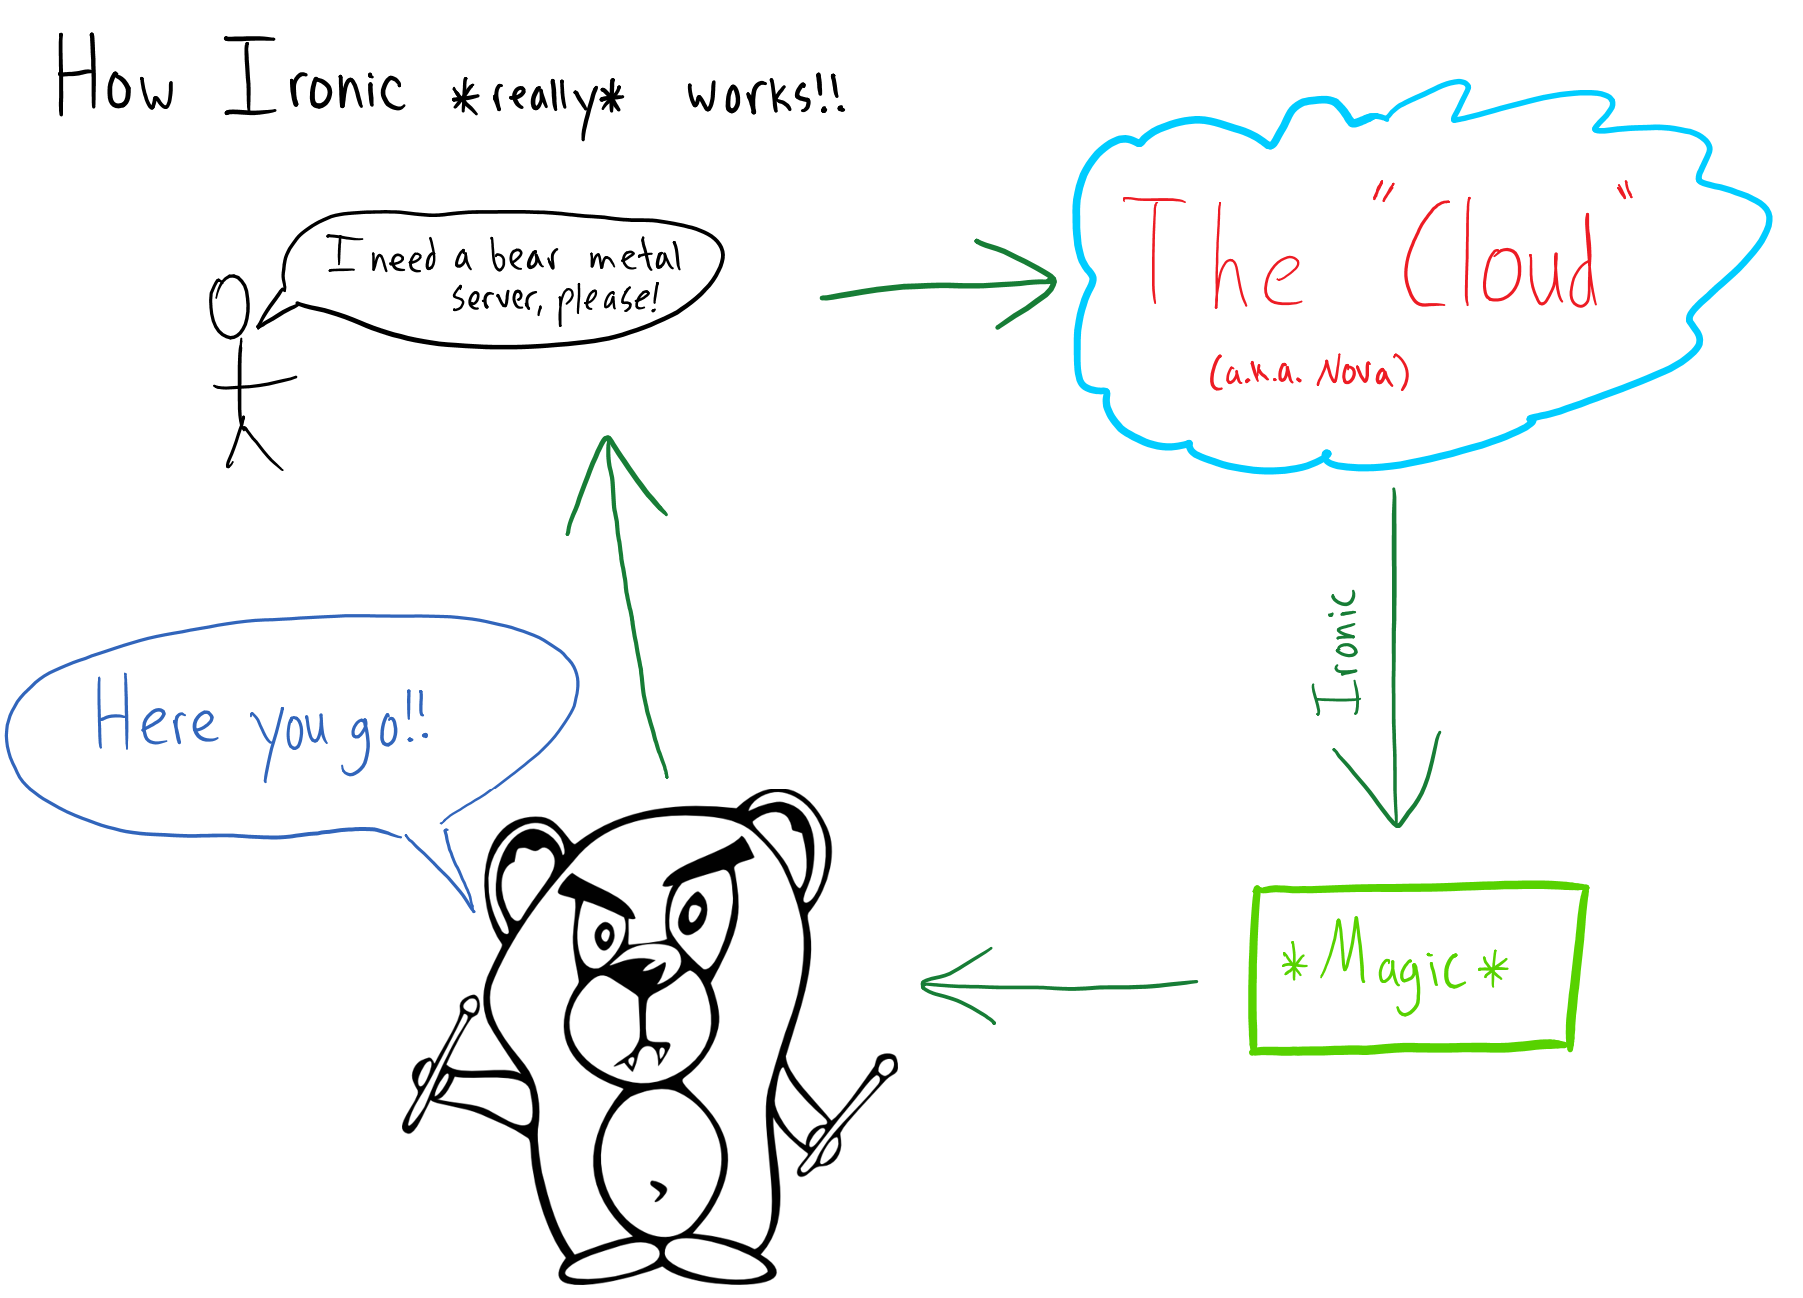 How Ironic *really* works!!
I need a bear metal
server, please!
The "Cloud"
(a.k.a. Nova)
Ironic
Here you go!!
*Magic*